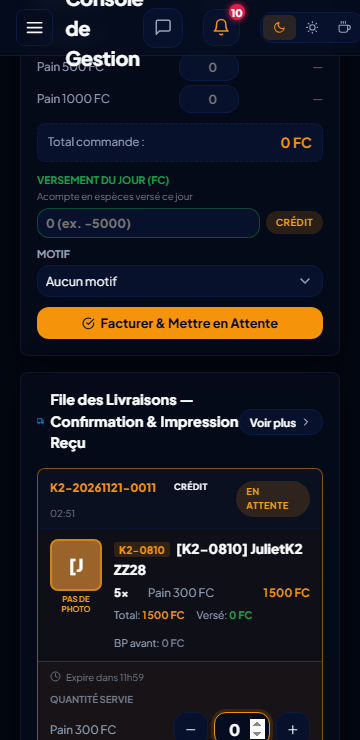 Console
de
Gestion
10
Pain 500 FC
0
—
Pain 1000 FC
0
—
Total commande :
0 FC
VERSEMENT DU JOUR (FC)
Acompte en espèces versé ce jour
0 (ex. -5000)
CRÉDIT
MOTIF
Aucun motif
Facturer & Mettre en Attente
File des Livraisons —
Confirmation & Impression
Reçu
Voir plus
K2-20261121-0011
CRÉDIT
EN
ATTENTE
02:51
[J
PAS DE
PHOTO
K2-0810 [K2-0810] JulietK2
ZZ28
5× Pain 300 FC 1 500 FC
Total: 1 500 FC Versé: 0 FC
BP avant: 0 FC
Expire dans 11h59
QUANTITÉ SERVIE
Pain 300 FC
−
0
+